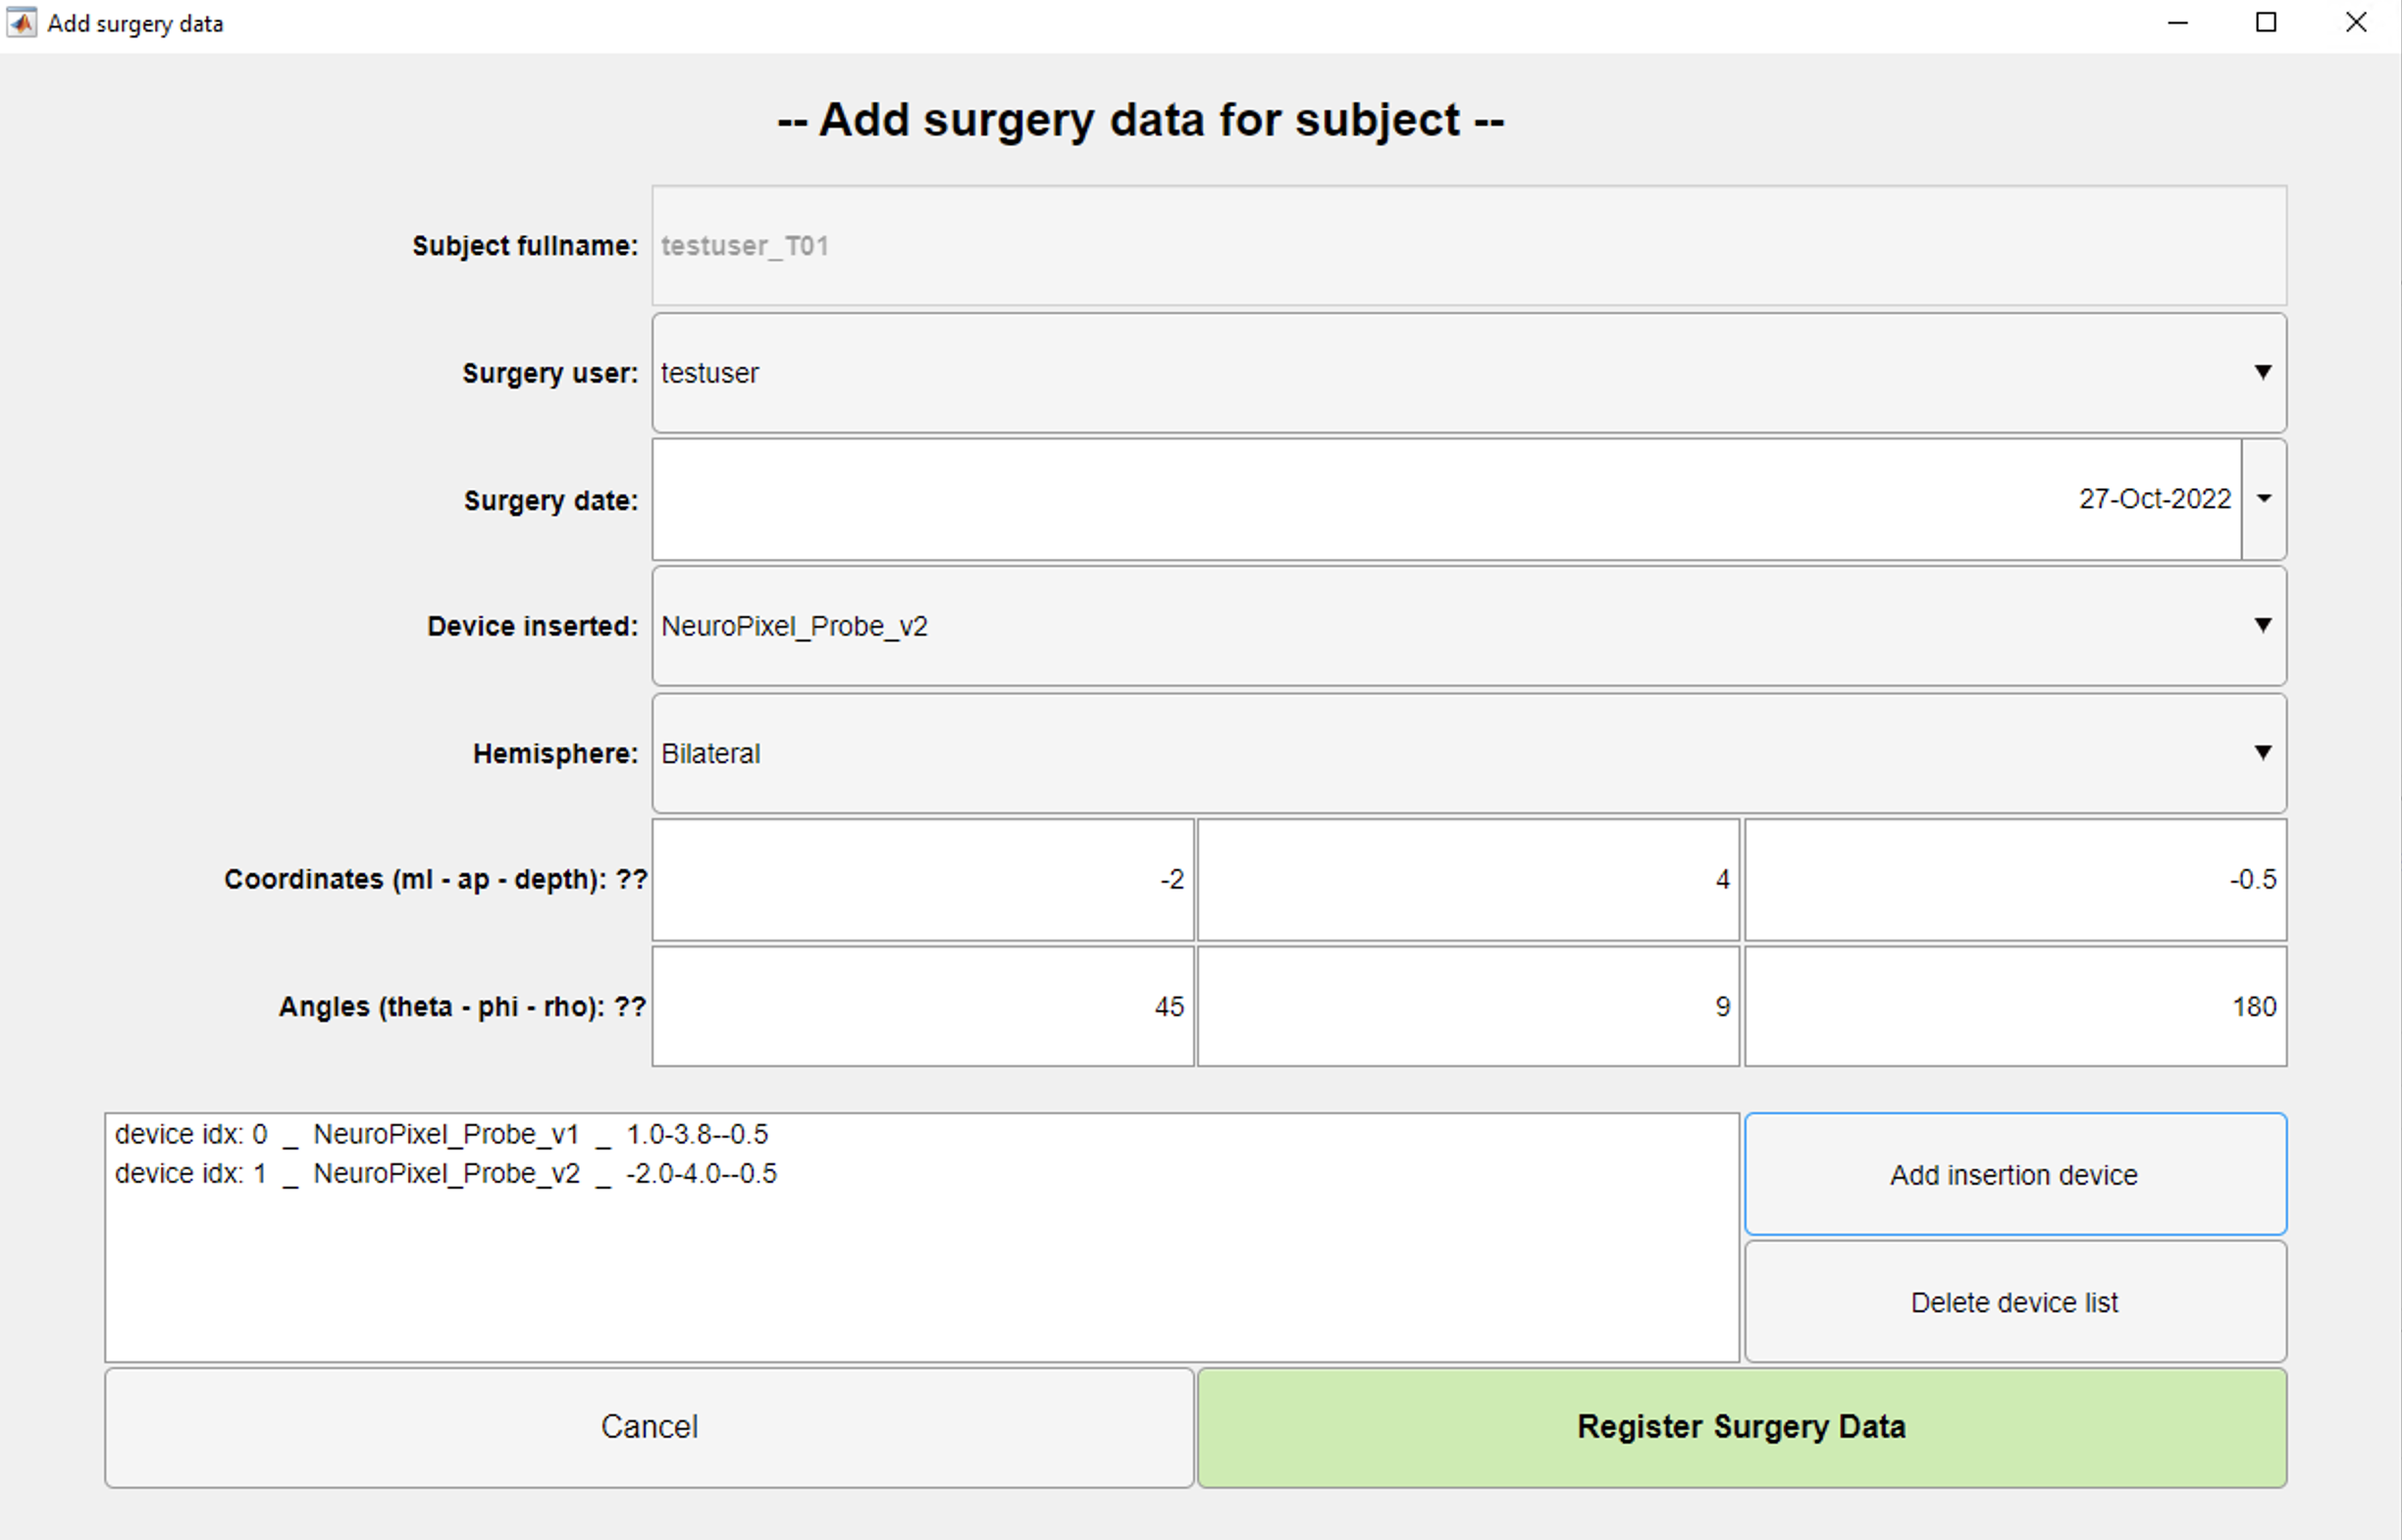 Add surgery data
-- Add surgery data for subject --
Subject fullname: testuser_T01
Surgery user: testuser
Surgery date: 27-Oct-2022
Device inserted: NeuroPixel_Probe_v2
Hemisphere: Bilateral
Coordinates (ml - ap - depth): ?? -2 4 -0.5
Angles (theta - phi - rho): ?? 45 9 180
device idx: 0 _ NeuroPixel_Probe_v1 _ 1.0-3.8--0.5
device idx: 1 _ NeuroPixel_Probe_v2 _ -2.0-4.0--0.5
Add insertion device
Delete device list
Cancel
Register Surgery Data